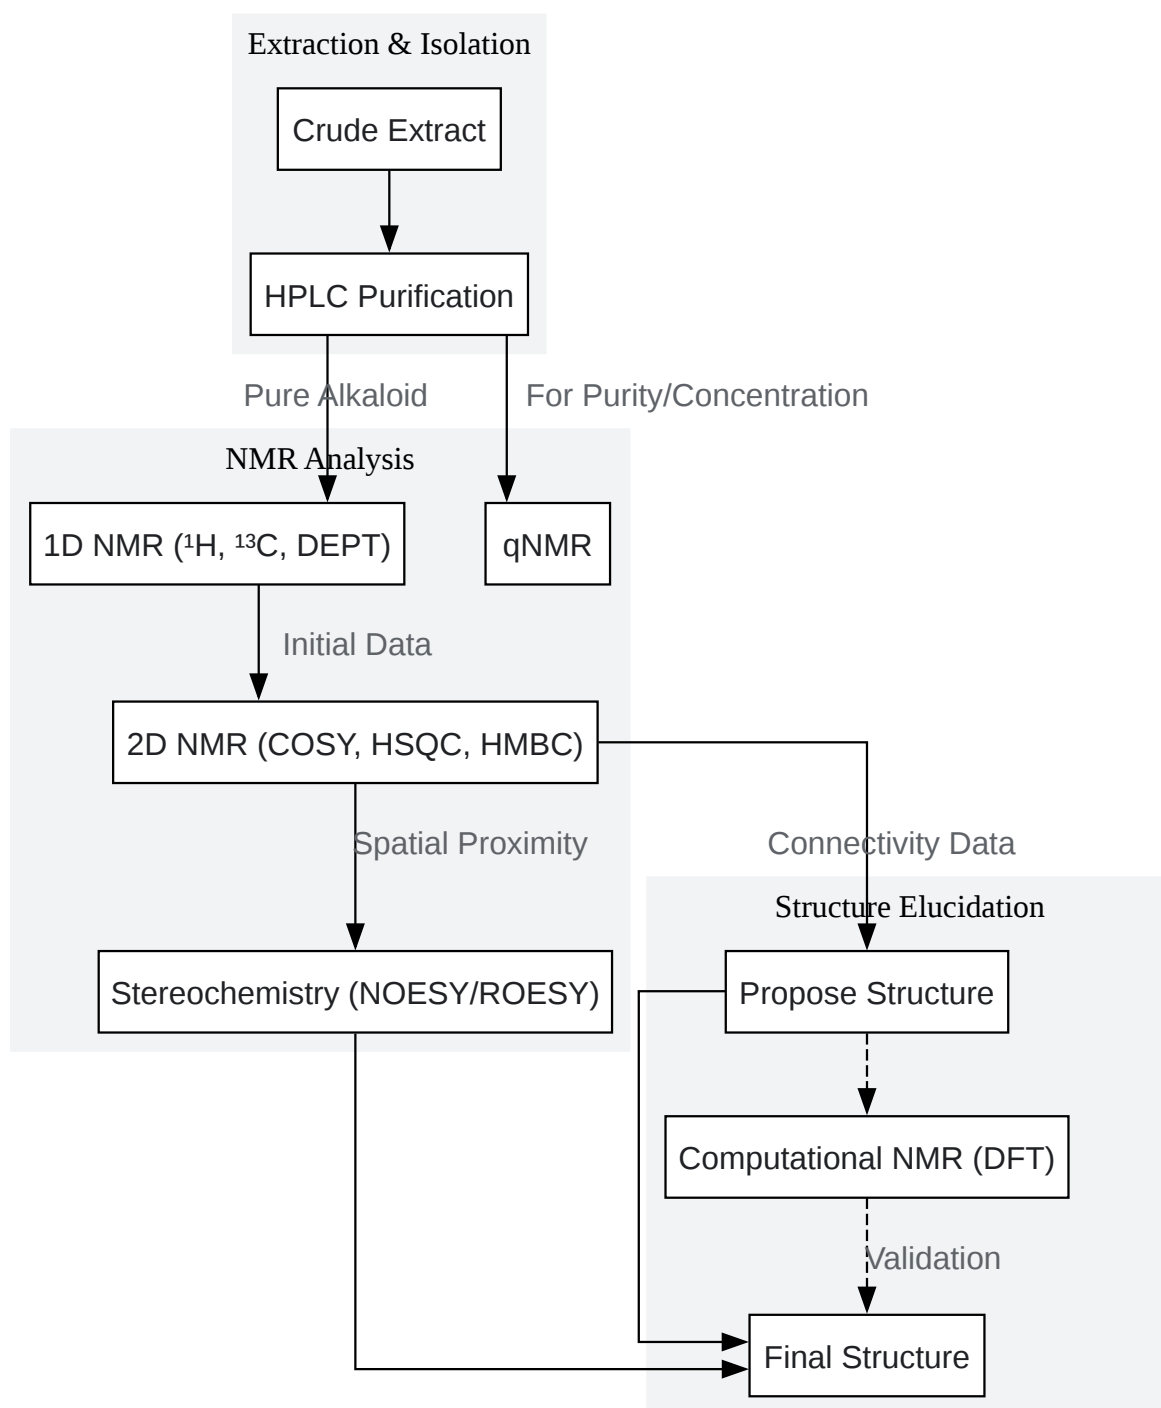 Extraction & Isolation
Crude Extract
HPLC Purification
Pure Alkaloid
For Purity/Concentration
NMR Analysis
1D NMR (¹H, ¹³C, DEPT)
qNMR
Initial Data
2D NMR (COSY, HSQC, HMBC)
Spatial Proximity
Connectivity Data
Structure Elucidation
Stereochemistry (NOESY/ROESY)
Propose Structure
Computational NMR (DFT)
Validation
Final Structure